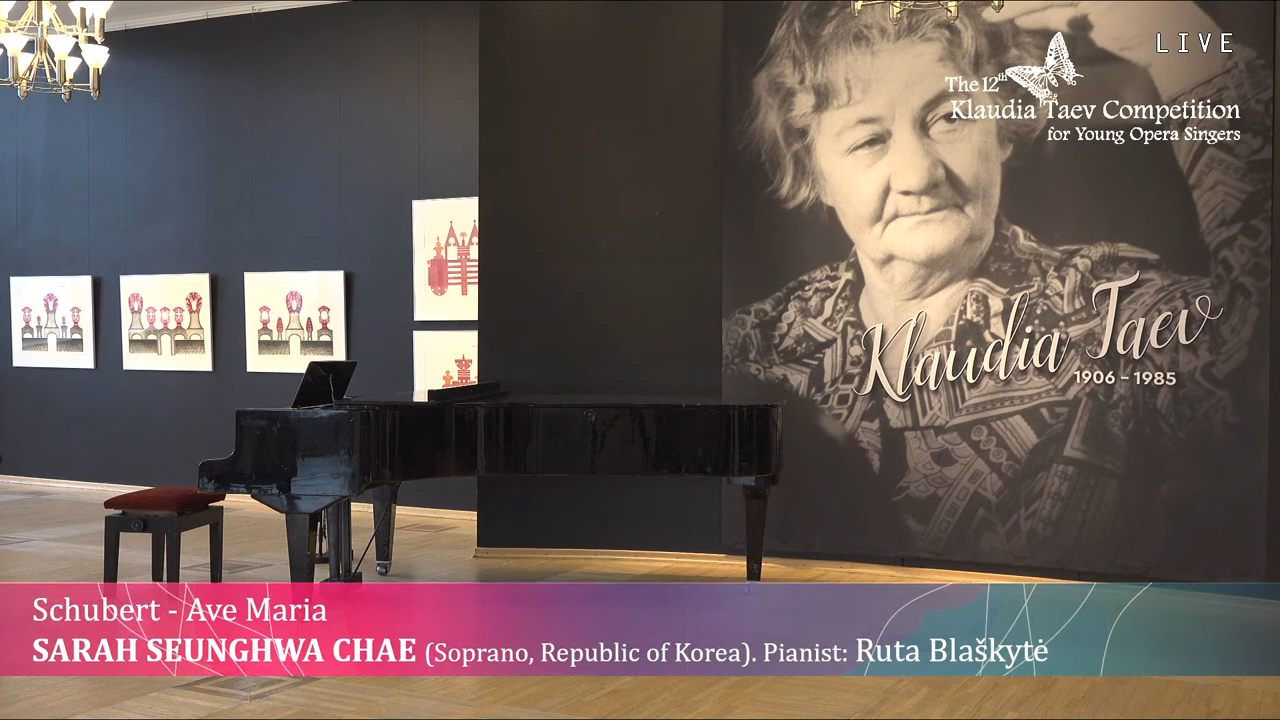 LIVE
The 12th
Klaudia Taev Competition
for Young Opera Singers
Klaudia Taev
1906 – 1985
Schubert - Ave Maria
SARAH SEUNGHWA CHAE (Soprano, Republic of Korea). Pianist: Ruta Blaškytė